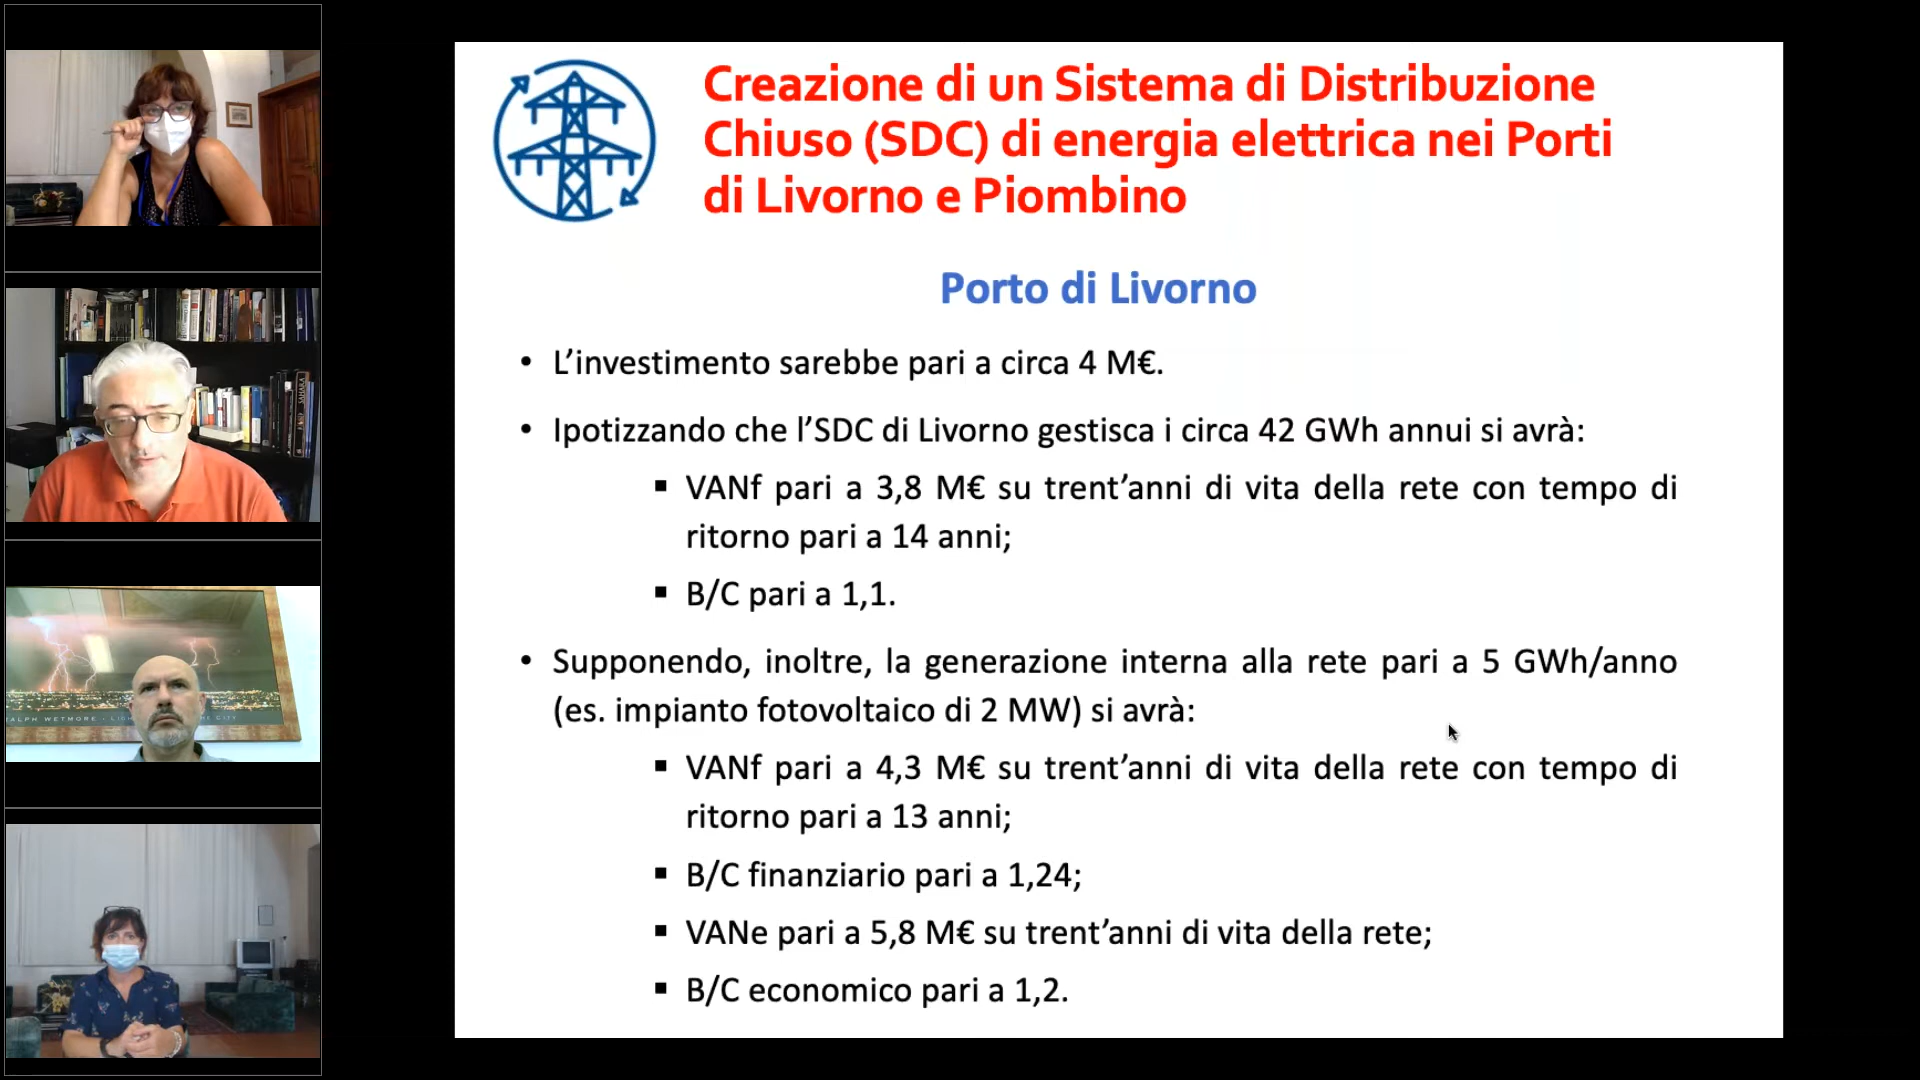 Creazione di un Sistema di Distribuzione
Chiuso (SDC) di energia elettrica nei Porti
di Livorno e Piombino
Porto di Livorno
• L’investimento sarebbe pari a circa 4 M€.
• Ipotizzando che l’SDC di Livorno gestisca i circa 42 GWh annui si avrà:
▪ VANf pari a 3,8 M€ su trent’anni di vita della rete con tempo di
ritorno pari a 14 anni;
▪ B/C pari a 1,1.
• Supponendo, inoltre, la generazione interna alla rete pari a 5 GWh/anno
(es. impianto fotovoltaico di 2 MW) si avrà:
▪ VANf pari a 4,3 M€ su trent’anni di vita della rete con tempo di
ritorno pari a 13 anni;
▪ B/C finanziario pari a 1,24;
▪ VANe pari a 5,8 M€ su trent’anni di vita della rete;
▪ B/C economico pari a 1,2.
SAHARA
WETMORE
CITY